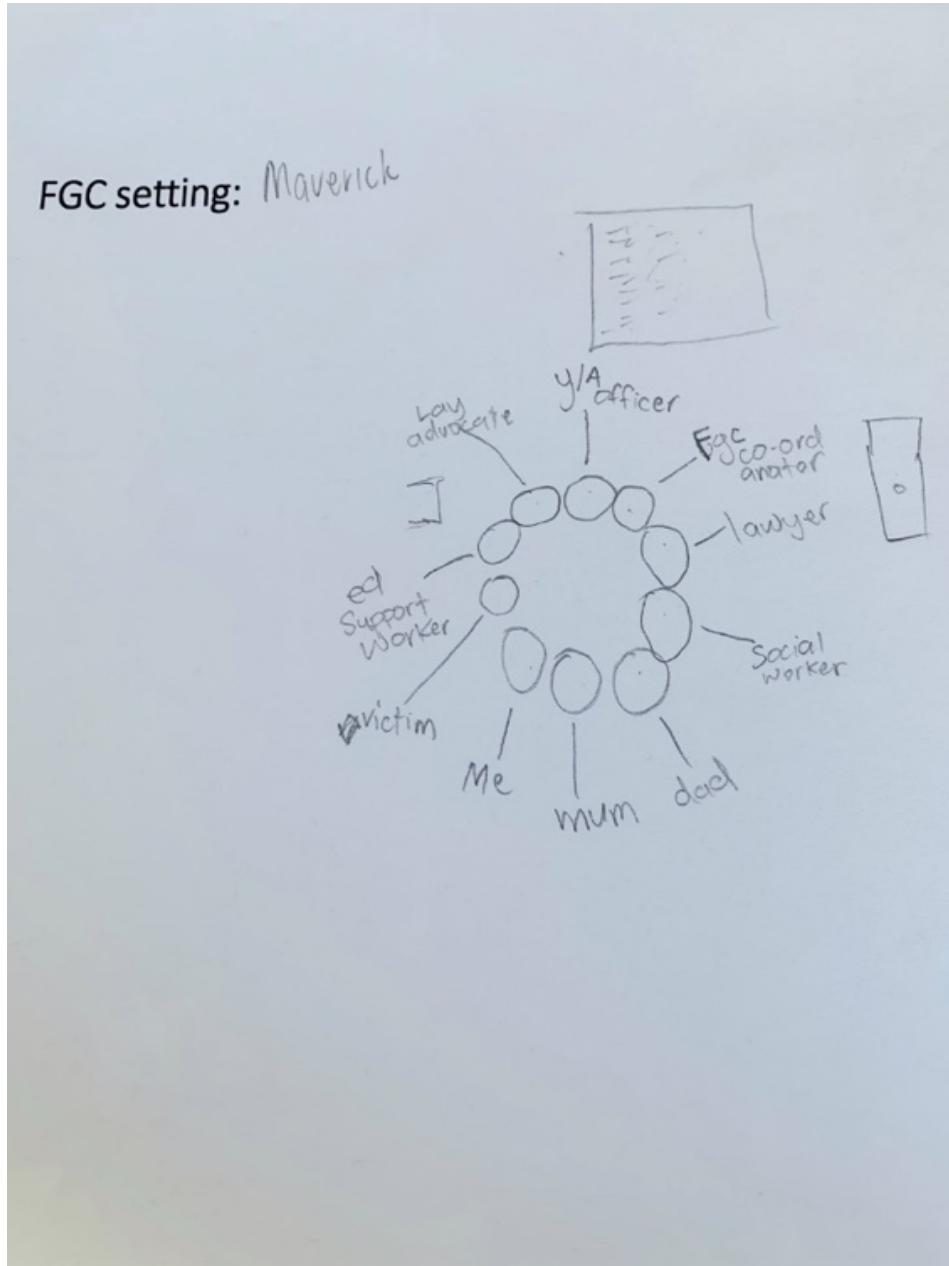 FGC setting: Maverick
y/A
officer
Lay
advocate
Fgc
co-ord
anator
lawyer
ed
Support
Worker
Social
worker
victim
Me
mum
dad